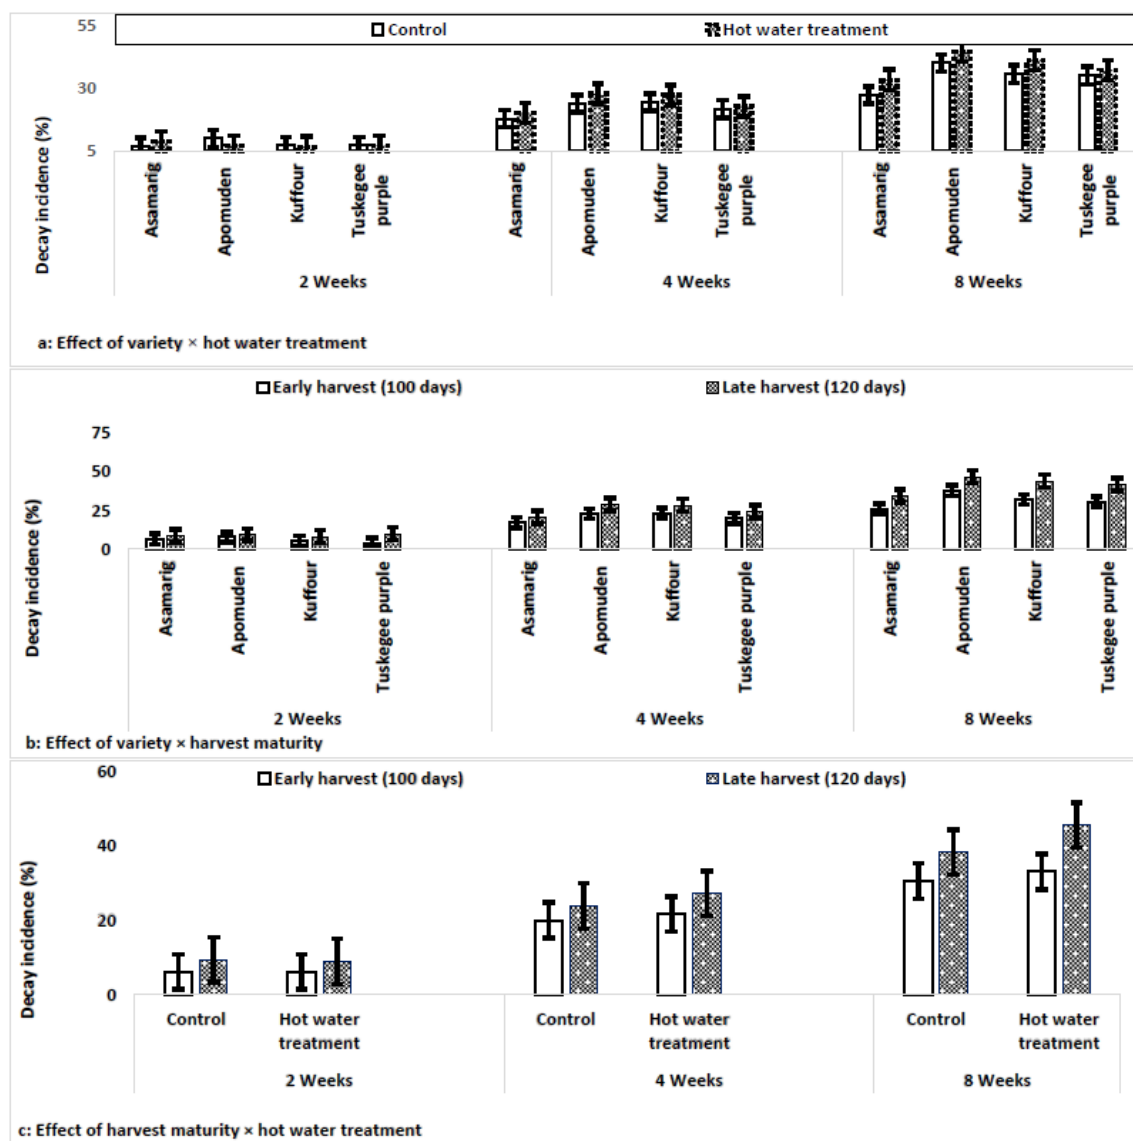 55
Control Hot water treatment
30
5
Decay incidence (%)
Asamarig Apomuden Kuffour Tuskegee purple Asamarig Apomuden Kuffour Tuskegee purple Asamarig Apomuden Kuffour Tuskegee purple
2 Weeks 4 Weeks 8 Weeks
a: Effect of variety × hot water treatment
Early harvest (100 days) Late harvest (120 days)
75
50
25
0
Decay incidence (%)
Asamarig Apomuden Kuffour Tuskegee purple Asamarig Apomuden Kuffour Tuskegee purple Asamarig Apomuden Kuffour Tuskegee purple
2 Weeks 4 Weeks 8 Weeks
b: Effect of variety × harvest maturity
60 Early harvest (100 days) Late harvest (120 days)
40
20
0
Decay incidence (%)
Control Hot water Control Hot water Control Hot water
treatment treatment treatment
2 Weeks 4 Weeks 8 Weeks
c: Effect of harvest maturity × hot water treatment